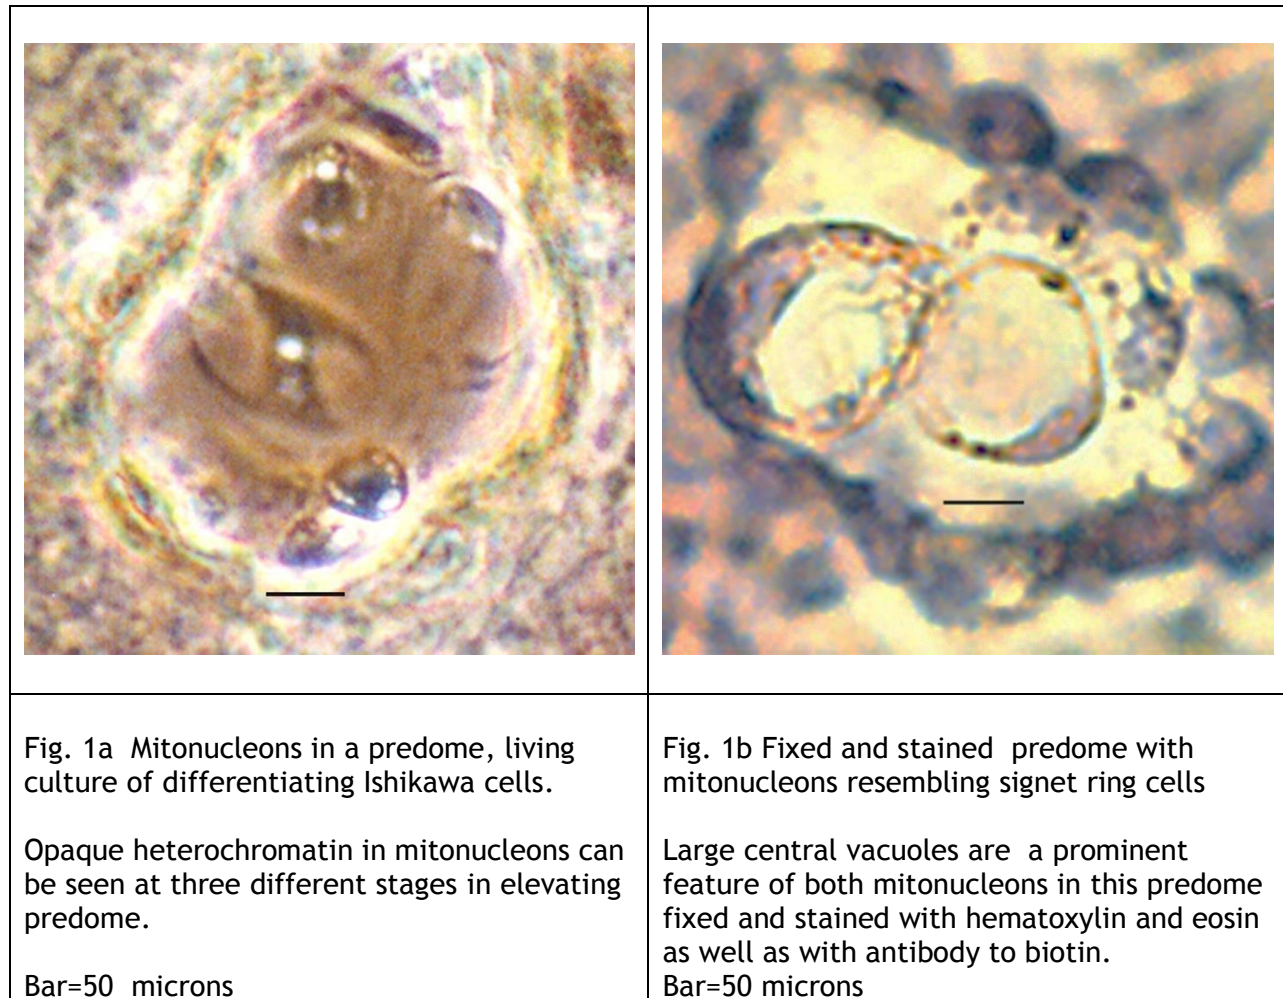 Fig. 1a  Mitonucleons in a predome, living
culture of differentiating Ishikawa cells.
Opaque heterochromatin in mitonucleons can
be seen at three different stages in elevating
predome.
Bar=50  microns
Fig. 1b Fixed and stained  predome with
mitonucleons resembling signet ring cells
Large central vacuoles are  a prominent
feature of both mitonucleons in this predome
fixed and stained with hematoxylin and eosin
as well as with antibody to biotin.
Bar=50 microns